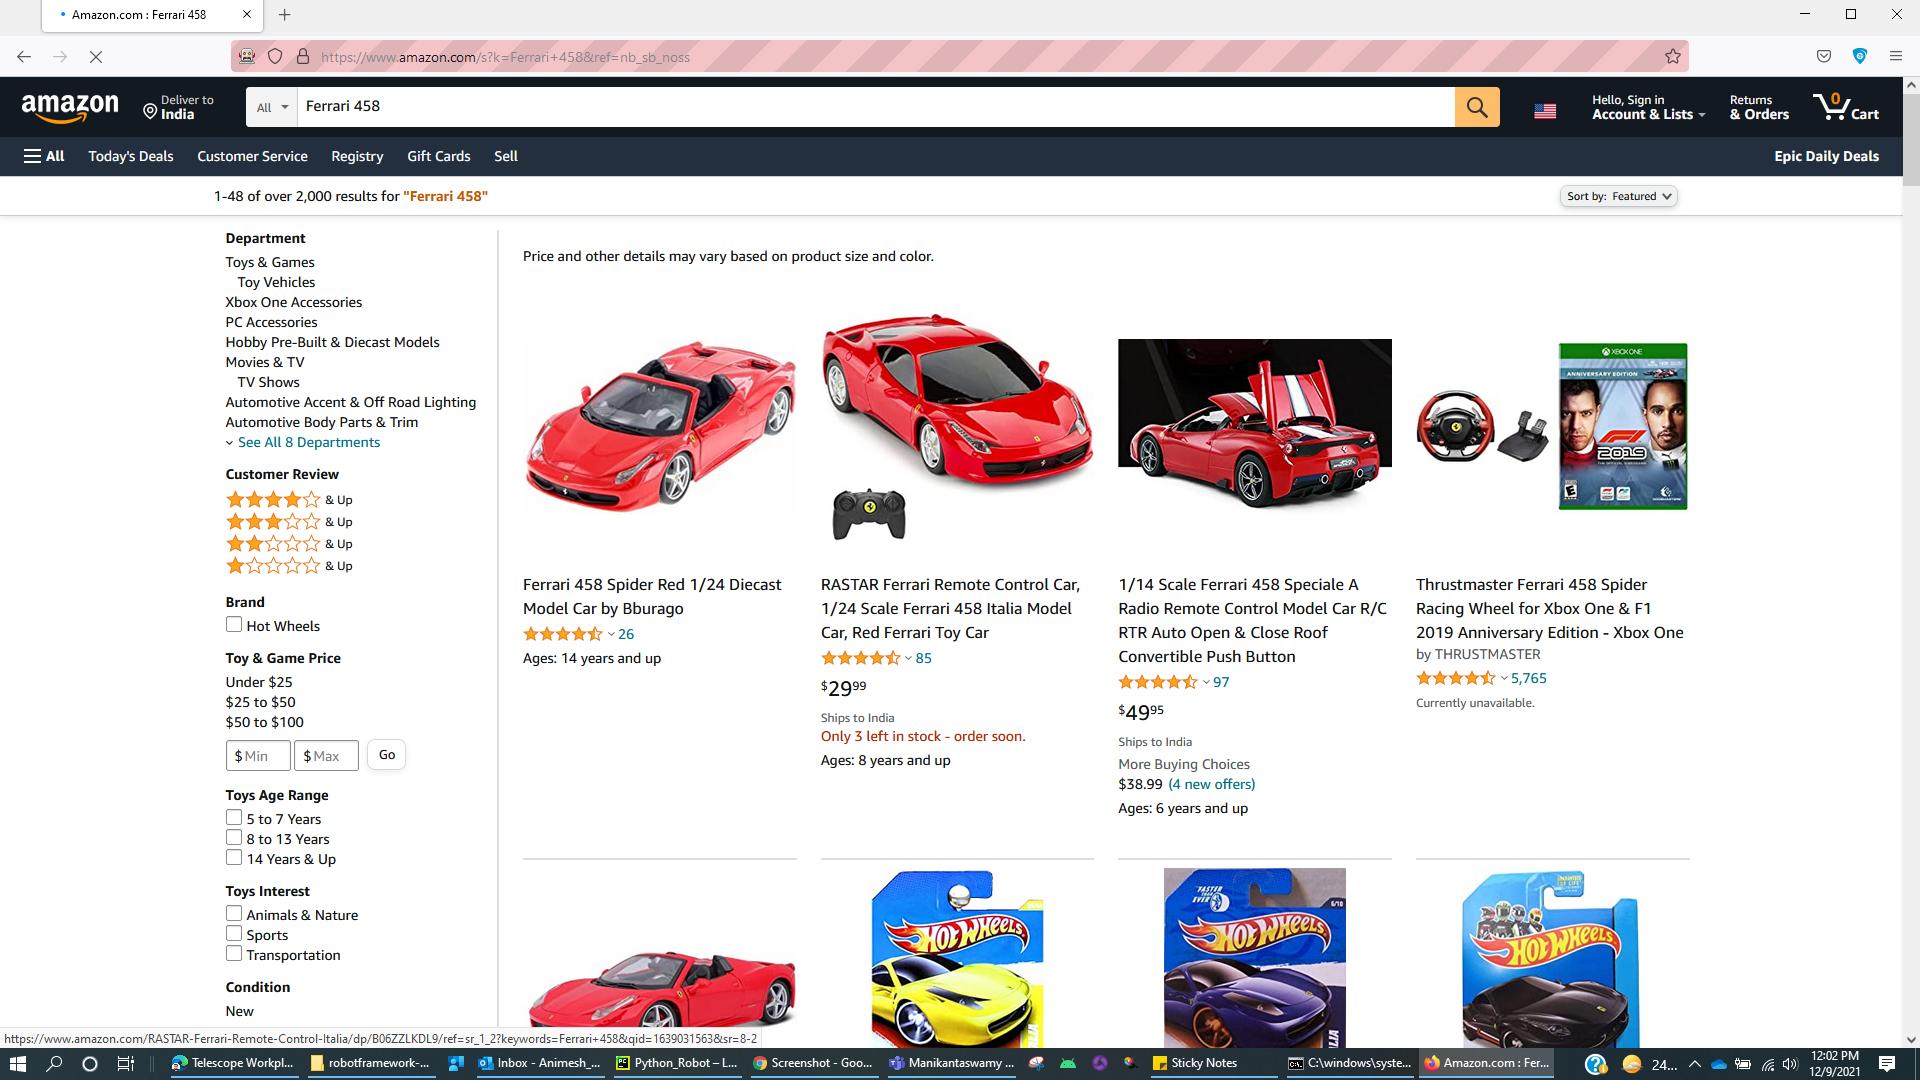 Amazon.com : Ferrari 458
https://www.amazon.com/s?k=Ferrari+458&ref=nb_sb_noss
amazon
Deliver to
India
All
Ferrari 458
Hello, Sign in
Account & Lists
Returns
& Orders
0
Cart
All
Today's Deals
Customer Service
Registry
Gift Cards
Sell
Epic Daily Deals
1-48 of over 2,000 results for "Ferrari 458"
Sort by: Featured
Department
Toys & Games
Toy Vehicles
Xbox One Accessories
PC Accessories
Hobby Pre-Built & Diecast Models
Movies & TV
TV Shows
Automotive Accent & Off Road Lighting
Automotive Body Parts & Trim
See All 8 Departments
Customer Review
& Up
& Up
& Up
& Up
Brand
Hot Wheels
Toy & Game Price
Under $25
$25 to $50
$50 to $100
$ Min
$ Max
Go
Toys Age Range
5 to 7 Years
8 to 13 Years
14 Years & Up
Toys Interest
Animals & Nature
Sports
Transportation
Condition
New
Price and other details may vary based on product size and color.
Ferrari 458 Spider Red 1/24 Diecast
Model Car by Bburago
26
Ages: 14 years and up
RASTAR Ferrari Remote Control Car,
1/24 Scale Ferrari 458 Italia Model
Car, Red Ferrari Toy Car
85
$29.99
Ships to India
Only 3 left in stock - order soon.
Ages: 8 years and up
1/14 Scale Ferrari 458 Speciale A
Radio Remote Control Model Car R/C
RTR Auto Open & Close Roof
Convertible Push Button
97
$49.95
Ships to India
More Buying Choices
$38.99 (4 new offers)
Ages: 6 years and up
XBOX ONE
ANNIVERSARY EDITION
F1
2019
E
Thrustmaster Ferrari 458 Spider
Racing Wheel for Xbox One & F1
2019 Anniversary Edition - Xbox One
by THRUSTMASTER
5,765
Currently unavailable.
HOT WHEELS
FASTER
THAN
EVER
HOT WHEELS
HOT WHEELS
https://www.amazon.com/RASTAR-Ferrari-Remote-Control-Italia/dp/B06ZZLKDL9/ref=sr_1_2?keywords=Ferrari+458&qid=1639031563&sr=8-2
Telescope Workpl...
robotframework-...
Inbox - Animesh_...
Python_Robot – L...
Screenshot - Goo...
Manikantaswamy ...
Sticky Notes
C:\windows\syste...
Amazon.com : Fer...
24...
12:02 PM
12/9/2021